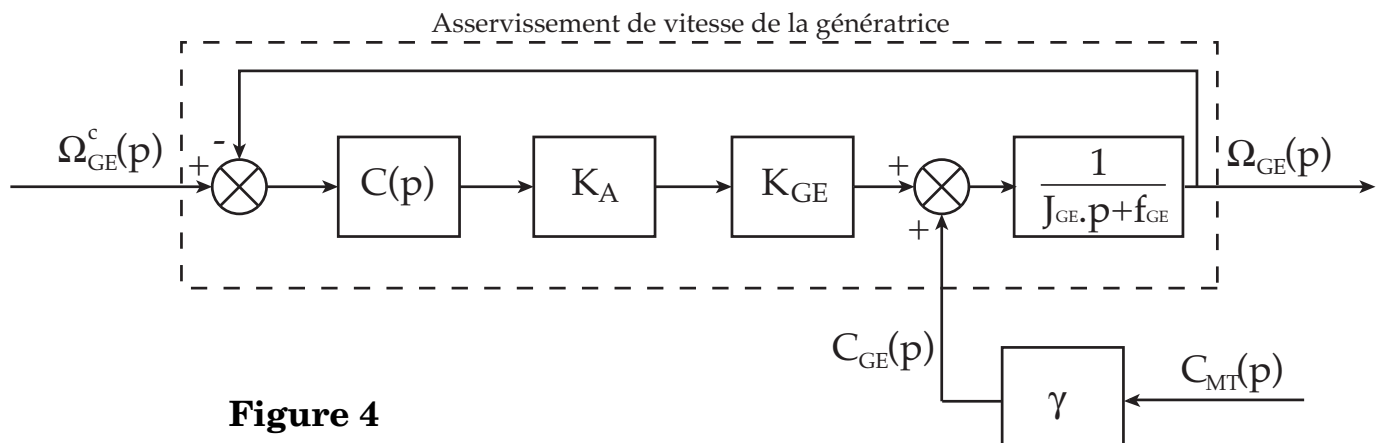 Asservissement de vitesse de la génératrice
Ω^c_GE(p)
+
-
C(p)
K_A
K_GE
+
+
1
J_GE.p+f_GE
Ω_GE(p)
C_GE(p)
γ
C_MT(p)
Figure 4